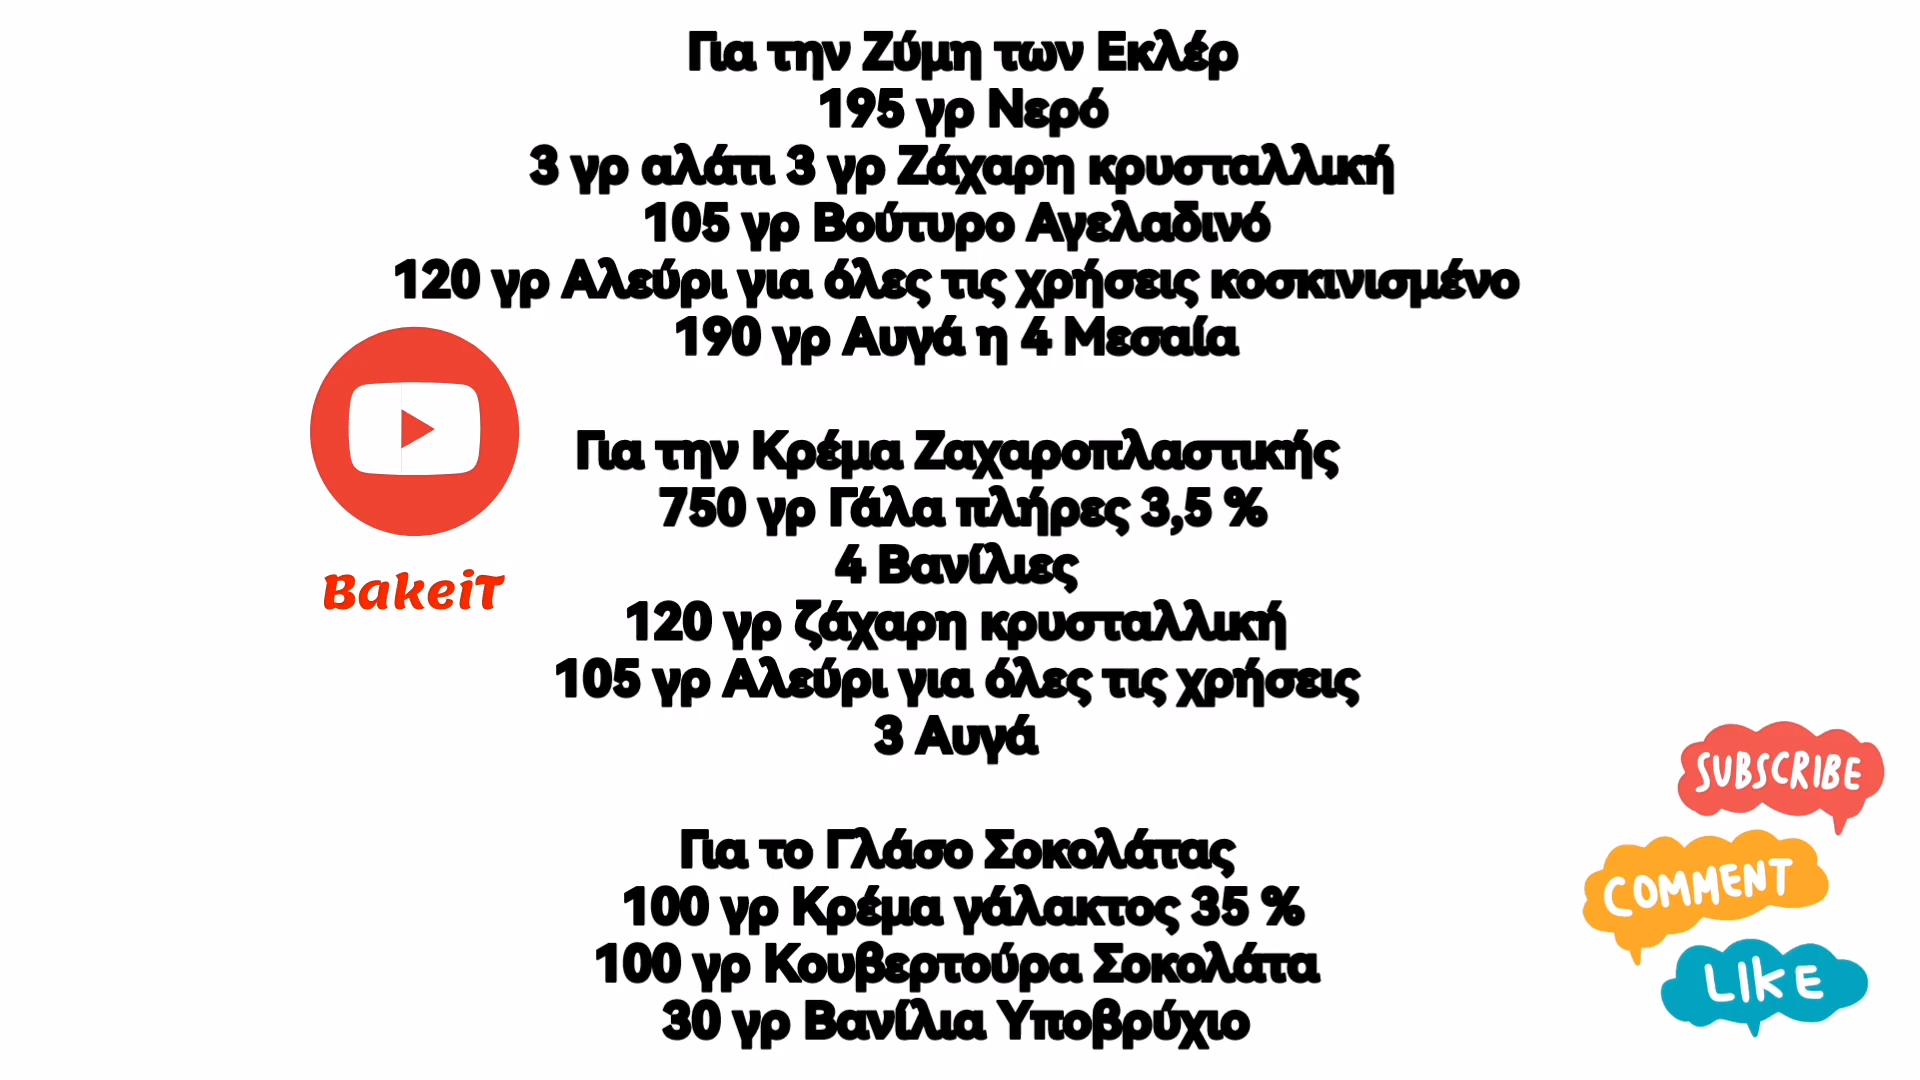 Για την Ζύμη των Εκλέρ
195 γρ Νερό
3 γρ αλάτι 3 γρ Ζάχαρη κρυσταλλική
105 γρ Βούτυρο Αγελαδινό
120 γρ Αλεύρι για όλες τις χρήσεις κοσκινισμένο
190 γρ Αυγά η 4 Μεσαία
Για την Κρέμα Ζαχαροπλαστικής
750 γρ Γάλα πλήρες 3,5 %
4 Βανίλιες
120 γρ ζάχαρη κρυσταλλική
105 γρ Αλεύρι για όλες τις χρήσεις
3 Αυγά
Για το Γλάσο Σοκολάτας
100 γρ Κρέμα γάλακτος 35 %
100 γρ Κουβερτούρα Σοκολάτα
30 γρ Βανίλια Υποβρύχιο
BakeiT
SUBSCRIBE
COMMENT
LIKE